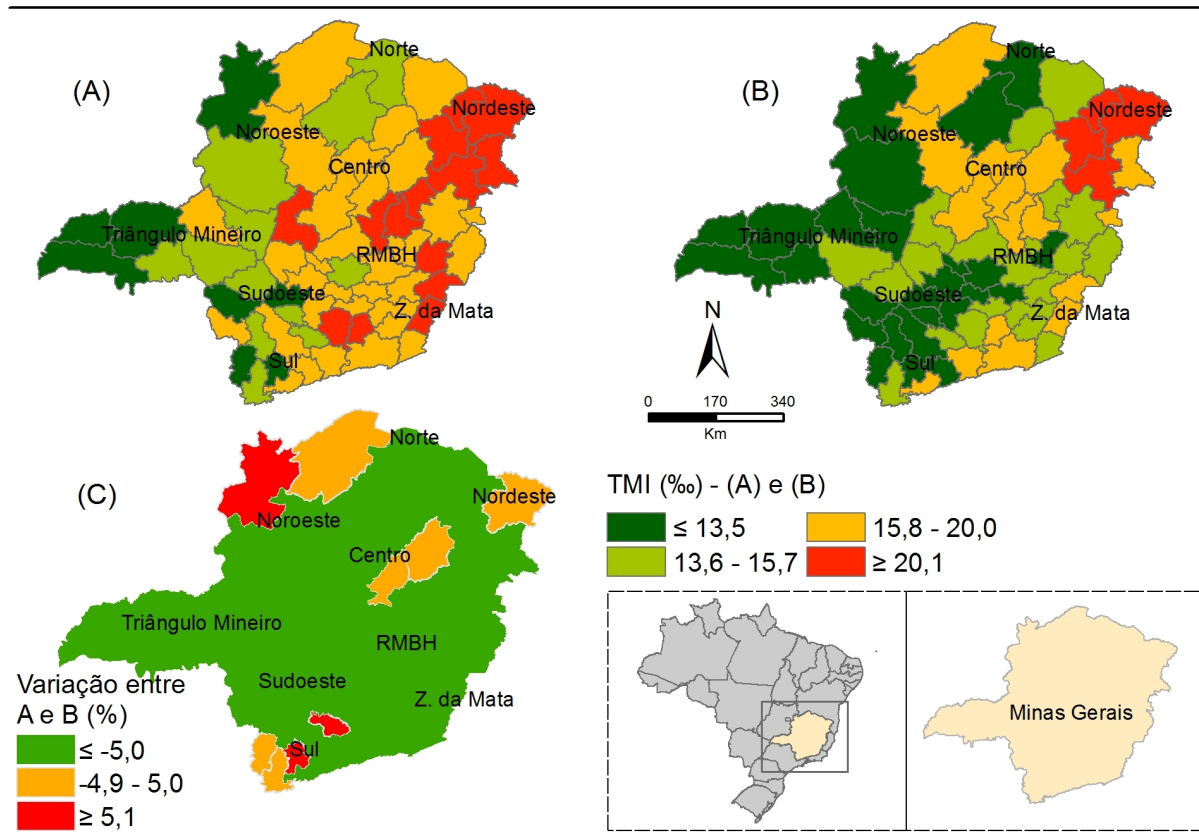 (A)
Norte
Nordeste
Noroeste
Centro
Triângulo Mineiro
RMBH
Sudoeste
Z. da Mata
Sul
(B)
Norte
Nordeste
Noroeste
Centro
Triângulo Mineiro
RMBH
Sudoeste
Z. da Mata
Sul
N
0 170 340
Km
(C)
Norte
Nordeste
Noroeste
Centro
Triângulo Mineiro
RMBH
Sudoeste
Z. da Mata
Sul
Variação entre
A e B (%)
≤ -5,0
-4,9 - 5,0
≥ 5,1
TMI (‰) - (A) e (B)
≤ 13,5
15,8 - 20,0
13,6 - 15,7
≥ 20,1
Minas Gerais